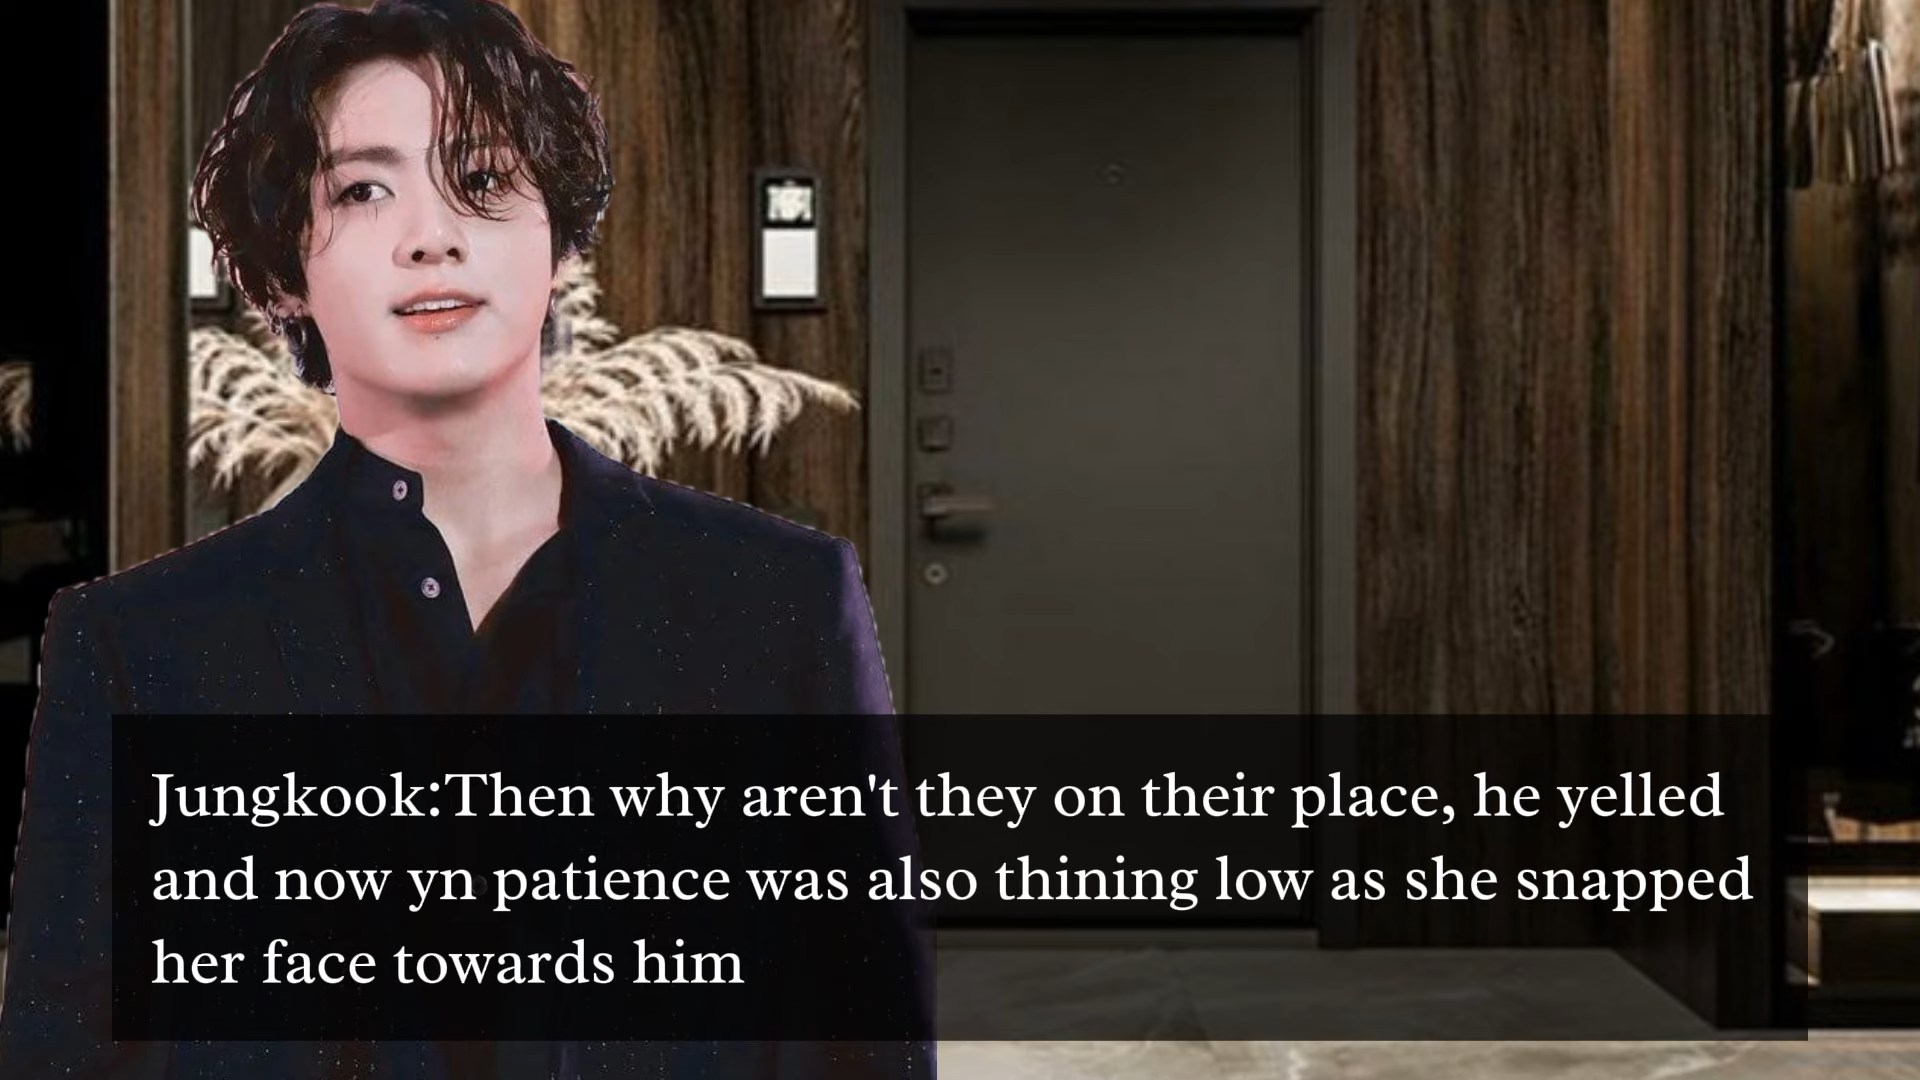 Jungkook:Then why aren't they on their place, he yelled
and now yn patience was also thining low as she snapped
her face towards him